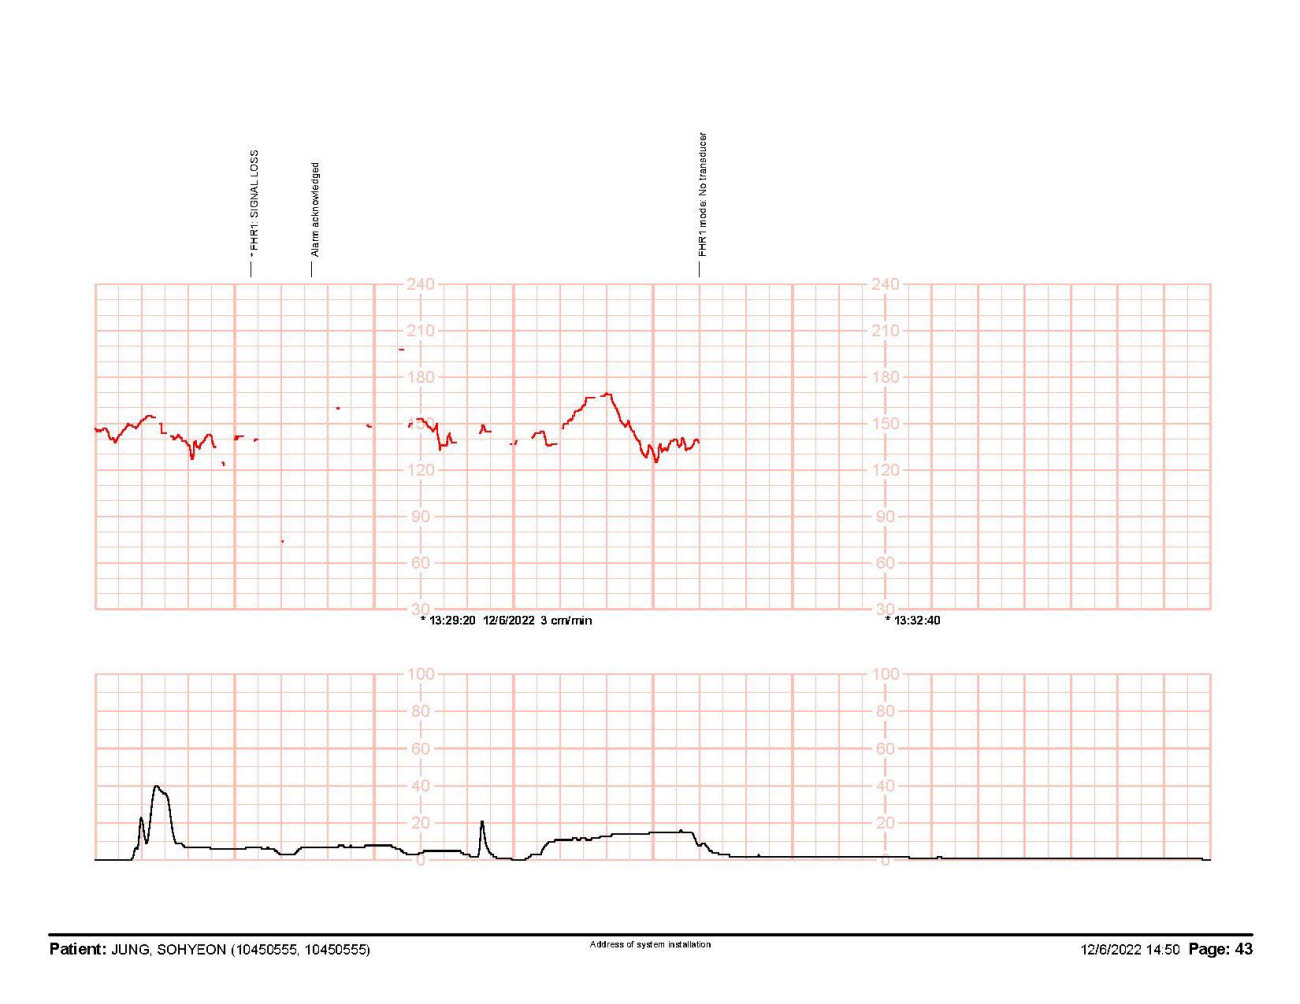 * FHR1: SIGNAL LOSS
Alarm acknowledged
FHR1 mode: No transducer
240 240
210 210
180 180
150 150
120 120
90 90
60 60
30 30
* 13:29:20 12/6/2022 3 cm/min * 13:32:40
100 100
80 80
60 60
40 40
20 20
0 0
Patient: JUNG, SOHYEON (10450555, 10450555) Address of system installation 12/6/2022 14:50 Page: 43